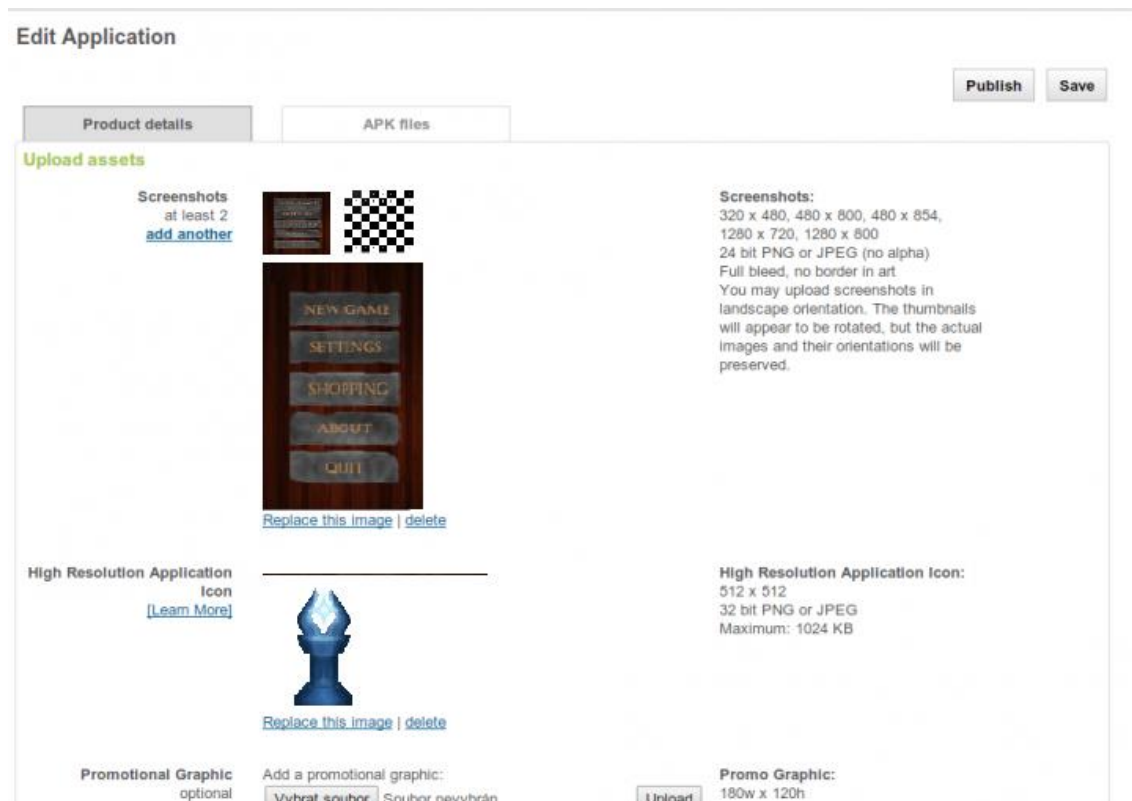 Edit Application
Publish Save
Product details APK files
Upload assets
Screenshots
at least 2
add another
NEW GAME
SETTINGS
SHOPPING
ABOUT
QUIT
Replace this image | delete
Screenshots:
320 x 480, 480 x 800, 480 x 854,
1280 x 720, 1280 x 800
24 bit PNG or JPEG (no alpha)
Full bleed, no border in art
You may upload screenshots in
landscape orientation. The thumbnails
will appear to be rotated, but the actual
images and their orientations will be
preserved.
High Resolution Application
Icon
[Learn More]
Replace this image | delete
High Resolution Application Icon:
512 x 512
32 bit PNG or JPEG
Maximum: 1024 KB
Promotional Graphic
optional
Add a promotional graphic:
Vybrat soubor Soubor nevybrán
Upload
Promo Graphic:
180w x 120h